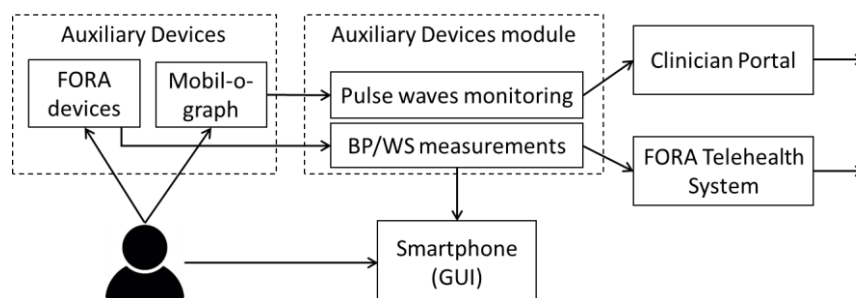 Auxiliary Devices
FORA
devices
Mobil-o-
graph
Auxiliary Devices module
Pulse waves monitoring
BP/WS measurements
Clinician Portal
FORA Telehealth
System
Smartphone
(GUI)